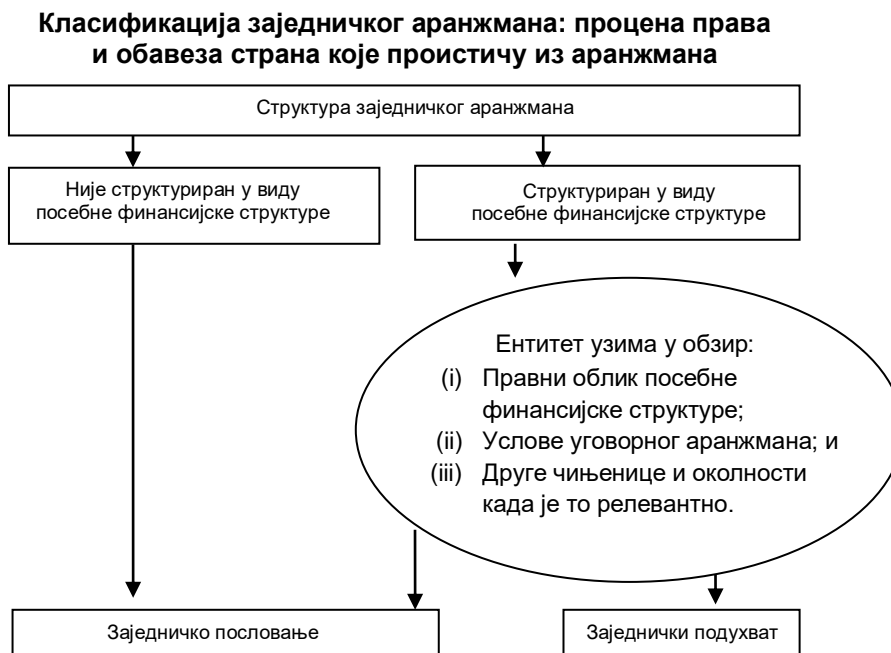 Класификација заједничког аранжмана: процена права
и обавеза страна које проистичу из аранжмана
Структура заједничког аранжмана
Није структуриран у виду
посебне финансијске структуре
Структуриран у виду
посебне финансијске структуре
Ентитет узима у обзир:
(i) Правни облик посебне
финансијске структуре;
(ii) Услове уговорног аранжмана; и
(iii) Друге чињенице и околности
када је то релевантно.
Заједничко пословање
Заједнички подухват